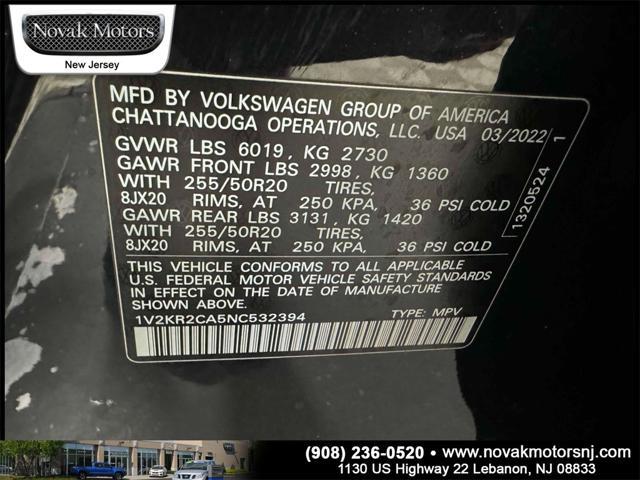 NOVAK MOTORS
New Jersey
MFD BY VOLKSWAGEN GROUP OF AMERICA
CHATTANOOGA OPERATIONS, LLC. USA 03/2022
GVWR LBS 6019, KG 2730
GAWR FRONT LBS 2998, KG 1360
WITH 255/50R20 TIRES,
8JX20 RIMS, AT 250 KPA, 36 PSI COLD
GAWR REAR LBS 3131, KG 1420
WITH 255/50R20 TIRES,
8JX20 RIMS, AT 250 KPA, 36 PSI COLD
THIS VEHICLE CONFORMS TO ALL APPLICABLE
U.S. FEDERAL MOTOR VEHICLE SAFETY STANDARDS
IN EFFECT ON THE DATE OF MANUFACTURE
SHOWN ABOVE.
1V2KR2CA5NC532394 TYPE: MPV
1320524 1
(908) 236-0520 – www.novakmotorsnj.com
1130 US Highway 22 Lebanon, NJ 08833